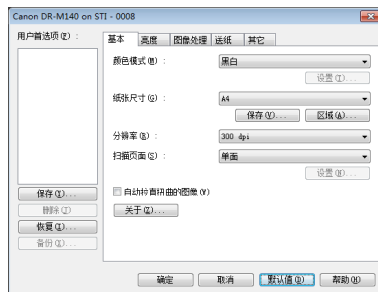 Canon DR-M140 on STI - 0008
用户首选项(P):
保存(I)...
删除(J)
恢复(L)...
备份(K)...
基本 亮度 图像处理 送纸 其它
颜色模式(M): 黑白
设置(T)...
纸张尺寸(G): A4
保存(V)... 区域(A)...
分辨率(R): 300 dpi
扫描页面(S): 单面
设置(N)...
自动拎直扭曲的图像(Y)
关于(Z)...
确定 取消 默认值(D) 帮助(H)